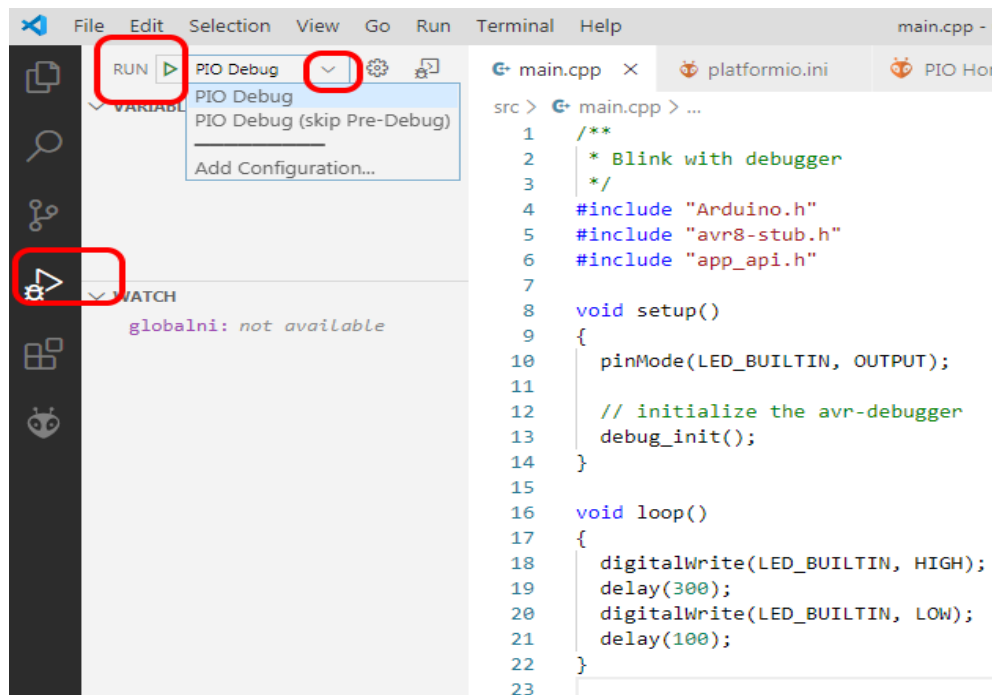 File Edit Selection View Go Run Terminal Help main.cpp -
RUN PIO Debug
PIO Debug
PIO Debug (skip Pre-Debug)
Add Configuration...
WATCH
globalni: not available
main.cpp × platformio.ini
src > main.cpp > ...
1 /**
2 * Blink with debugger
3 */
4 #include "Arduino.h"
5 #include "avr8-stub.h"
6 #include "app_api.h"
7
8 void setup()
9 {
10 pinMode(LED_BUILTIN, OUTPUT);
11
12 // initialize the avr-debugger
13 debug_init();
14 }
15
16 void loop()
17 {
18 digitalWrite(LED_BUILTIN, HIGH);
19 delay(300);
20 digitalWrite(LED_BUILTIN, LOW);
21 delay(100);
22 }
23